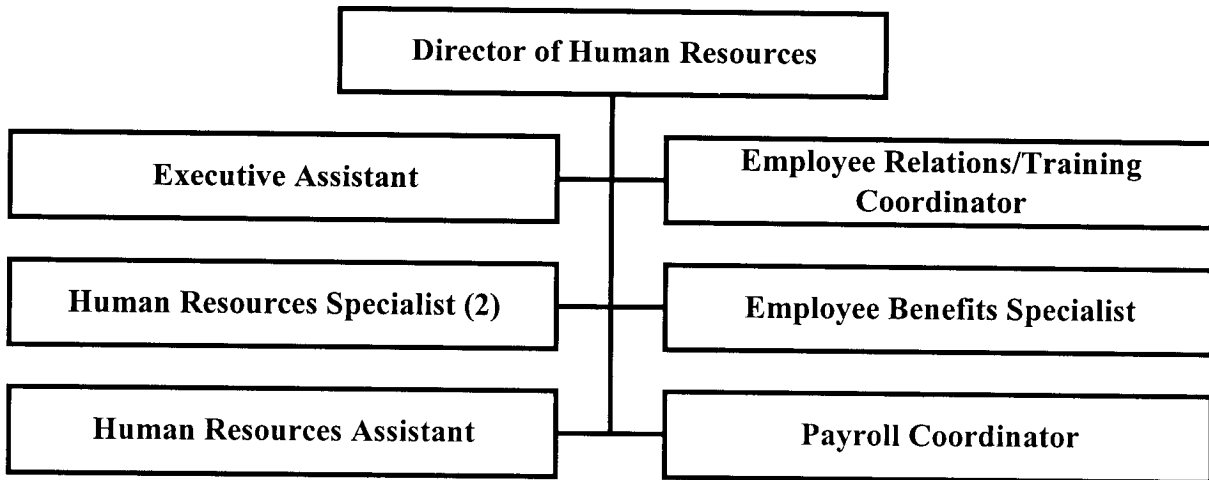 Director of Human Resources
Executive Assistant
Employee Relations/Training
Coordinator
Human Resources Specialist (2)
Employee Benefits Specialist
Human Resources Assistant
Payroll Coordinator